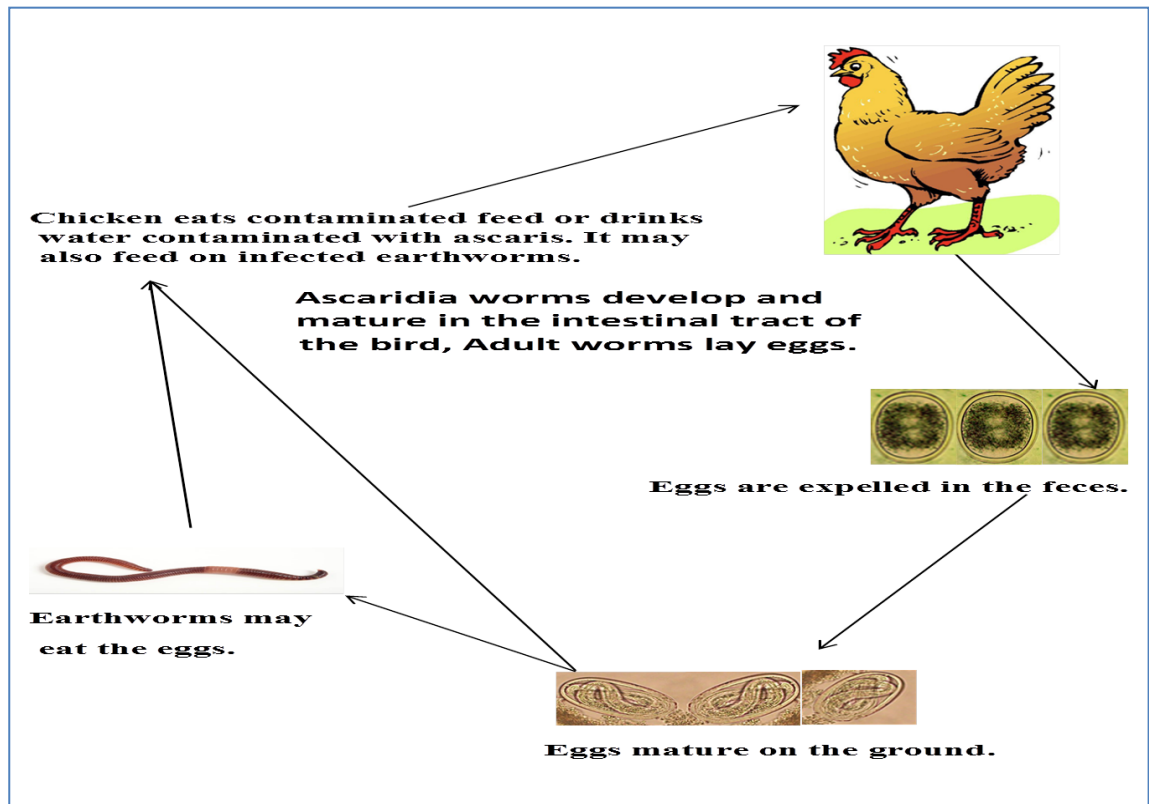 Chicken eats contaminated feed or drinks
water contaminated with ascaris. It may
also feed on infected earthworms.
Ascaridia worms develop and
mature in the intestinal tract of
the bird, Adult worms lay eggs.
Eggs are expelled in the feces.
Earthworms may
eat the eggs.
Eggs mature on the ground.